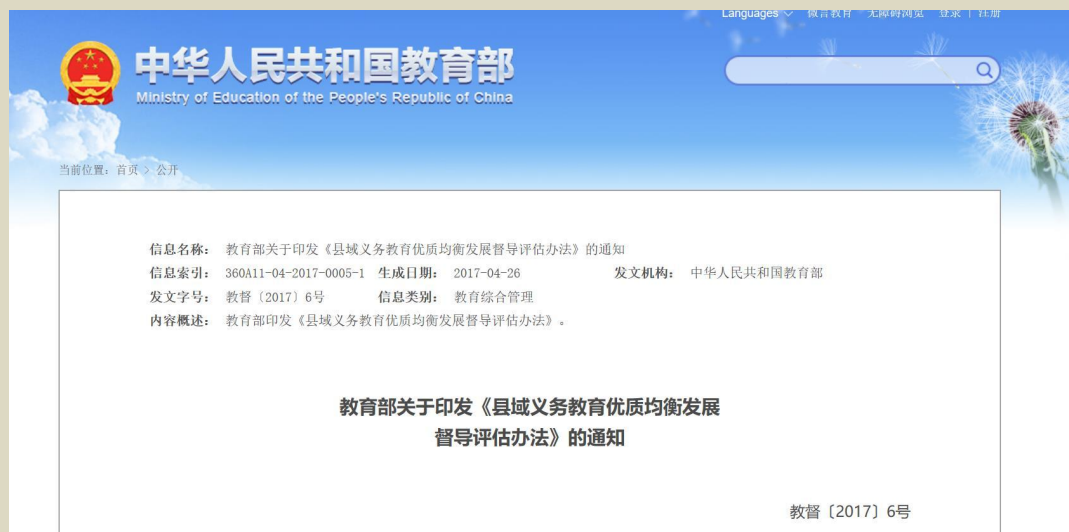 Languages 微言教育 无障碍浏览 登录 | 注册
中华人民共和国教育部
Ministry of Education of the People's Republic of China
当前位置：首页 > 公开
信息名称： 教育部关于印发《县域义务教育优质均衡发展督导评估办法》的通知
信息索引： 360A11-04-2017-0005-1 生成日期： 2017-04-26 发文机构： 中华人民共和国教育部
发文字号： 教督〔2017〕6号 信息类别： 教育综合管理
内容概述： 教育部印发《县域义务教育优质均衡发展督导评估办法》。
教育部关于印发《县域义务教育优质均衡发展
督导评估办法》的通知
教督〔2017〕6号